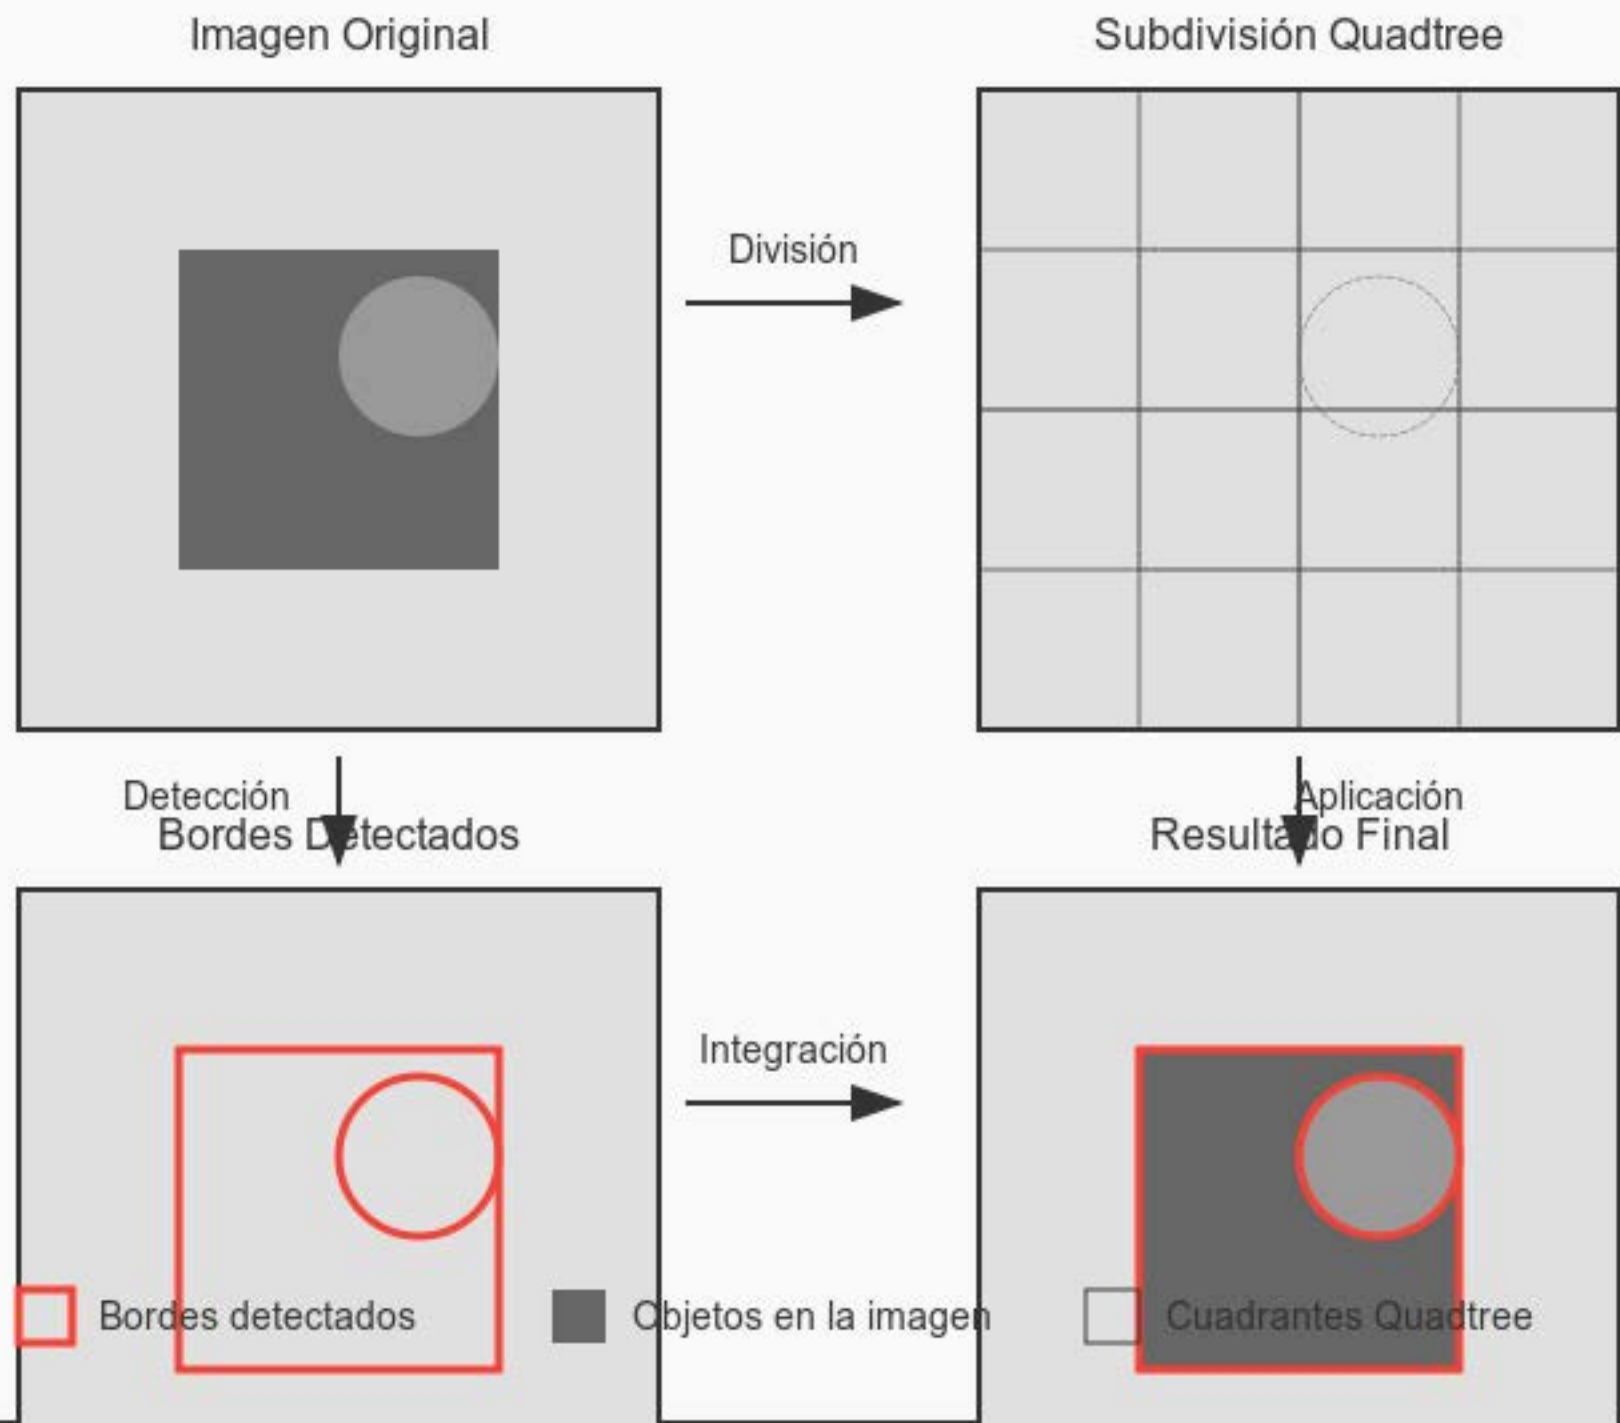 Imagen Original
Subdivisión Quadtree
División
Detección
Aplicación
Bordes Detectados
Resultado Final
Integración
Bordes detectados
Objetos en la imagen
Cuadrantes Quadtree